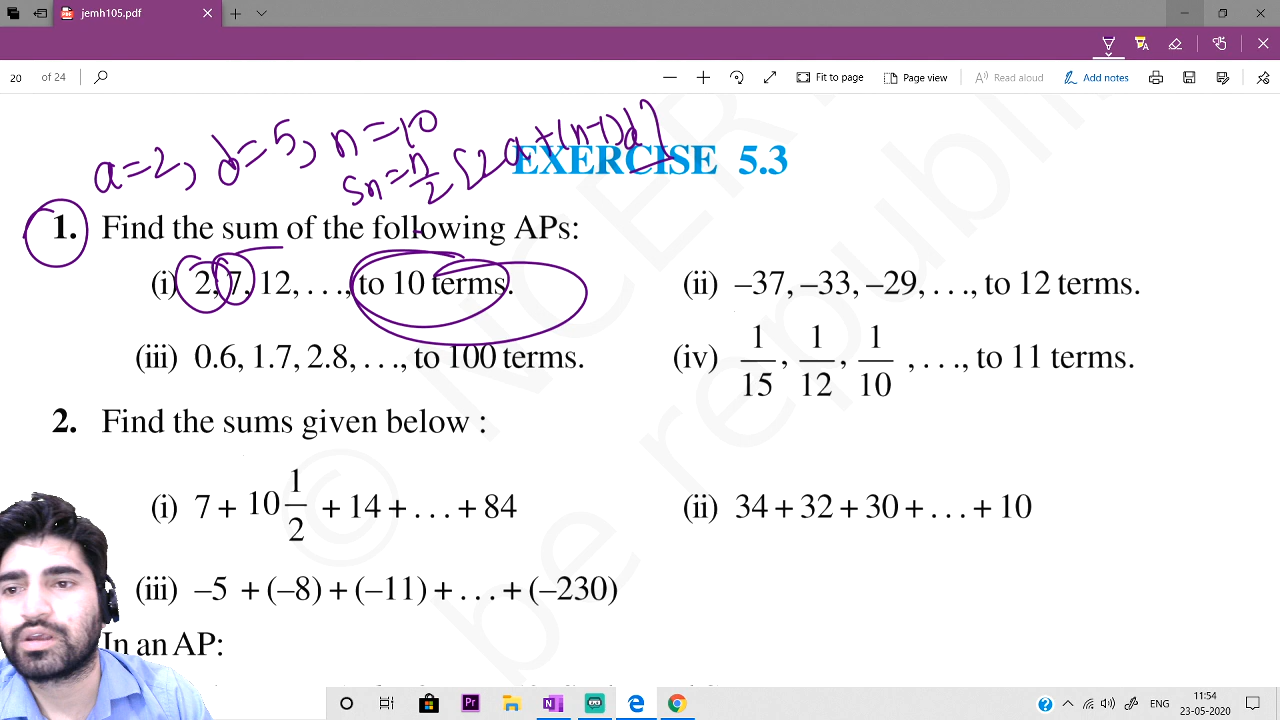 jemh105.pdf
20 of 24
Fit to page
Page view
Read aloud
Add notes
a=2, d=5, n=10
Sn=n/2 [2a+(n-1)d]
EXERCISE 5.3
1. Find the sum of the following APs:
(i) 2, 7, 12, . . ., to 10 terms.
(ii) –37, –33, –29, . . ., to 12 terms.
(iii) 0.6, 1.7, 2.8, . . ., to 100 terms.
(iv) 1/15, 1/12, 1/10, . . ., to 11 terms.
2. Find the sums given below :
(i) 7 + 10 1/2 + 14 + . . . + 84
(ii) 34 + 32 + 30 + . . . + 10
(iii) –5 + (–8) + (–11) + . . . + (–230)
In an AP:
© NCER
be republi
Pr
ENG
11:54
23-05-2020